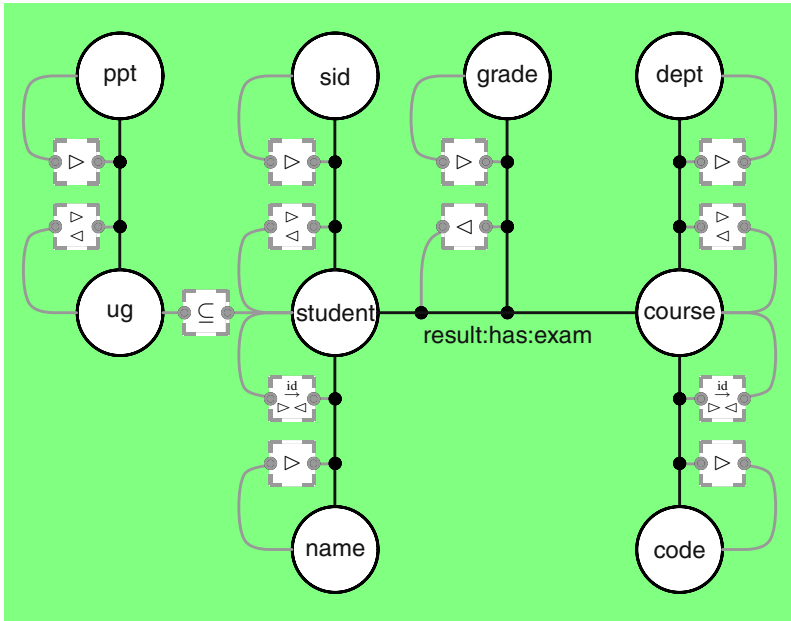 ppt sid grade dept
▷ ▷ ▷ ▷
▷ ▷ ◁ ▷
◁ ◁ ◁
ug ⊆ student course
result:has:exam
id id
→ →
▷ ◁ ▷ ◁
▷ ▷
name code